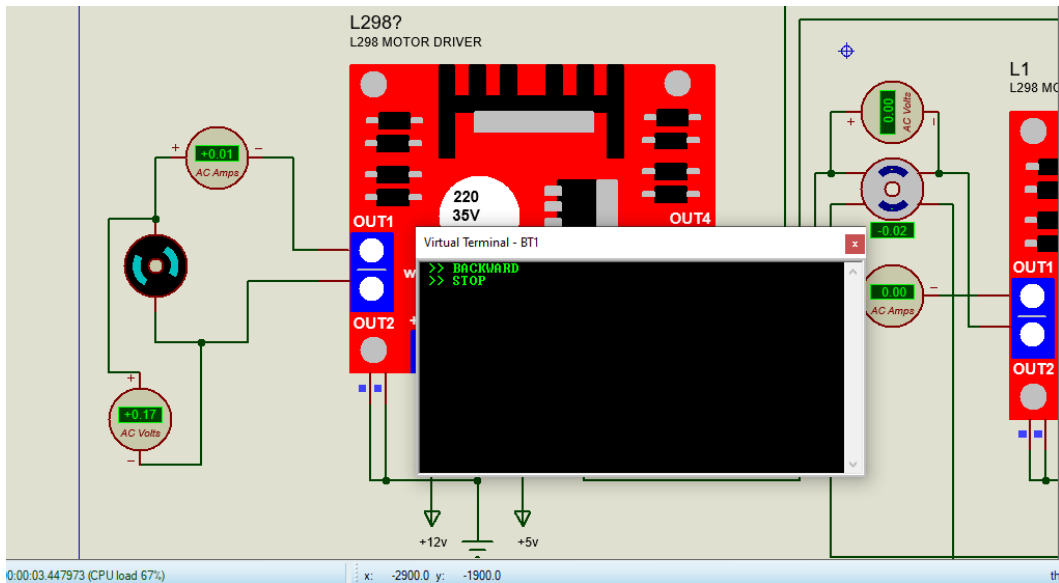 L298?
L298 MOTOR DRIVER
+
+0.01
−
AC Amps
OUT1
220
35V
OUT4
OUT2
+
+0.17
AC Volts
−
+12v
+5v
Virtual Terminal - BT1
x
>> BACKWARD
>> STOP
0.00
AC Volts
+
−
-0.02
0.00
AC Amps
−
L1
L298 MO
OUT1
OUT2
0:00:03.447973 (CPU load 67%)
x: -2900.0 y: -1900.0
th